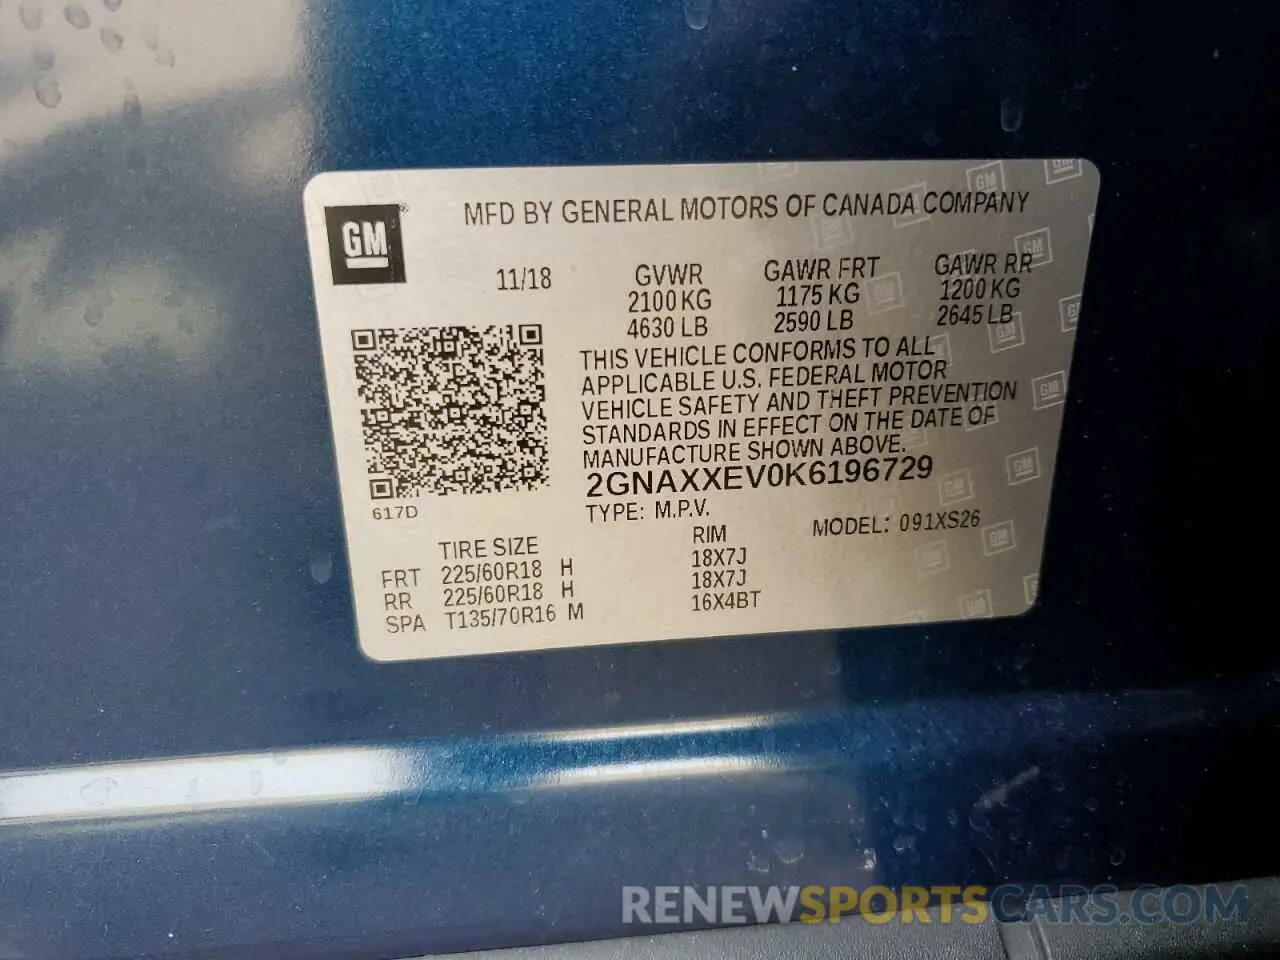 GM
MFD BY GENERAL MOTORS OF CANADA COMPANY
11/18 GVWR GAWR FRT GAWR RR
2100 KG 1175 KG 1200 KG
4630 LB 2590 LB 2645 LB
THIS VEHICLE CONFORMS TO ALL
APPLICABLE U.S. FEDERAL MOTOR
VEHICLE SAFETY AND THEFT PREVENTION
STANDARDS IN EFFECT ON THE DATE OF
MANUFACTURE SHOWN ABOVE.
2GNAXXEV0K6196729
617D
TYPE: M.P.V. MODEL: 091XS26
TIRE SIZE RIM
FRT 225/60R18 H 18X7J
RR 225/60R18 H 18X7J
SPA T135/70R16 M 16X4BT
RENEWSPORTSCARS.COM